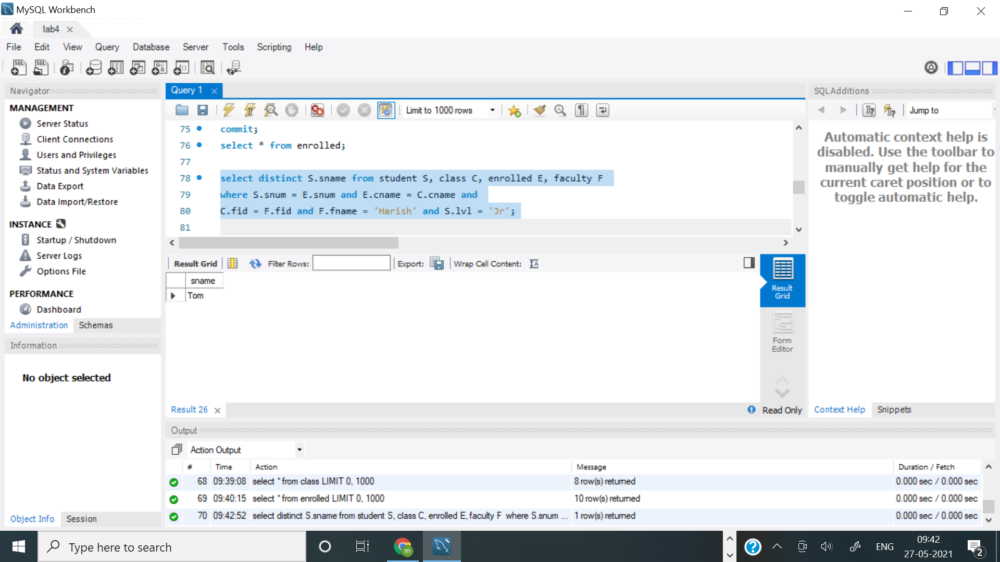 MySQL Workbench
lab4
File Edit View Query Database Server Tools Scripting Help
Navigator
MANAGEMENT
Server Status
Client Connections
Users and Privileges
Status and System Variables
Data Export
Data Import/Restore
INSTANCE
Startup / Shutdown
Server Logs
Options File
PERFORMANCE
Dashboard
Administration Schemas
Information
No object selected
Object Info Session
Query 1
Limit to 1000 rows
75 commit;
76 select * from enrolled;
77
78 select distinct S.sname from student S, class C, enrolled E, faculty F
79 where S.snum = E.snum and E.cname = C.cname and
80 C.fid = F.fid and F.fname = 'Harish' and S.lvl = 'Jr';
81
Result Grid Filter Rows: Export: Wrap Cell Content:
sname
Tom
Result Grid
Form Editor
Result 26
Read Only
SQLAdditions
Jump to
Automatic context help is
disabled. Use the toolbar to
manually get help for the
current caret position or to
toggle automatic help.
Context Help Snippets
Output
Action Output
# Time Action Message Duration / Fetch
68 09:39:08 select * from class LIMIT 0, 1000 8 row(s) returned 0.000 sec / 0.000 sec
69 09:40:15 select * from enrolled LIMIT 0, 1000 10 row(s) returned 0.000 sec / 0.000 sec
70 09:42:52 select distinct S.sname from student S, class C, enrolled E, faculty F where S.snum ... 1 row(s) returned 0.000 sec / 0.000 sec
Type here to search
m
ENG
09:42
27-05-2021
2